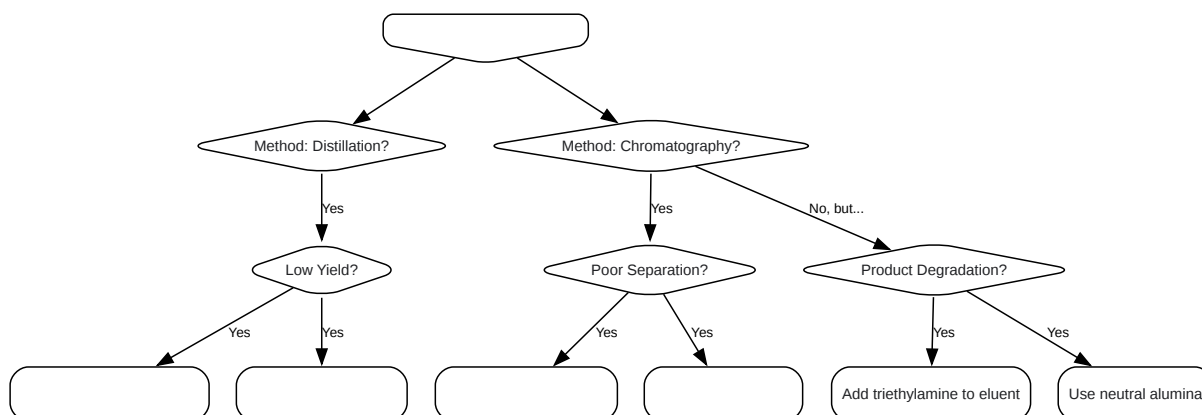 Method: Distillation?
Method: Chromatography?
Yes
Yes
No, but...
Low Yield?
Poor Separation?
Product Degradation?
Yes
Yes
Yes
Yes
Yes
Yes
Add triethylamine to eluent
Use neutral alumina